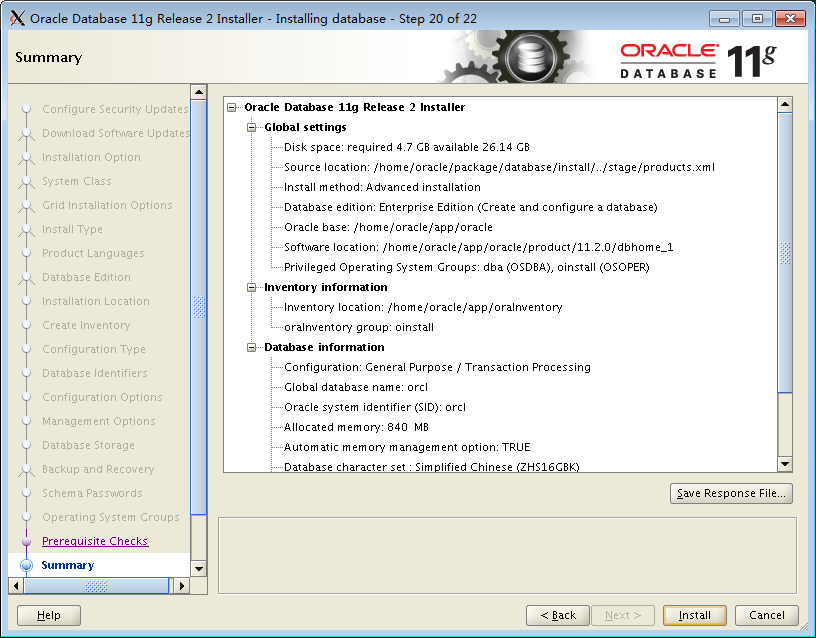 Oracle Database 11g Release 2 Installer - Installing database - Step 20 of 22
Summary
ORACLE
DATABASE
11g
Configure Security Updates
Download Software Updates
Installation Option
System Class
Grid Installation Options
Install Type
Product Languages
Database Edition
Installation Location
Create Inventory
Configuration Type
Database Identifiers
Configuration Options
Management Options
Database Storage
Backup and Recovery
Schema Passwords
Operating System Groups
Prerequisite Checks
Summary
Oracle Database 11g Release 2 Installer
Global settings
Disk space: required 4.7 GB available 26.14 GB
Source location: /home/oracle/package/database/install/../stage/products.xml
Install method: Advanced installation
Database edition: Enterprise Edition (Create and configure a database)
Oracle base: /home/oracle/app/oracle
Software location: /home/oracle/app/oracle/product/11.2.0/dbhome_1
Privileged Operating System Groups: dba (OSDBA), oinstall (OSOPER)
Inventory information
Inventory location: /home/oracle/app/oraInventory
oraInventory group: oinstall
Database information
Configuration: General Purpose / Transaction Processing
Global database name: orcl
Oracle system identifier (SID): orcl
Allocated memory: 840 MB
Automatic memory management option: TRUE
Database character set : Simplified Chinese (ZHS16GBK)
Save Response File...
Help
< Back
Next >
Install
Cancel